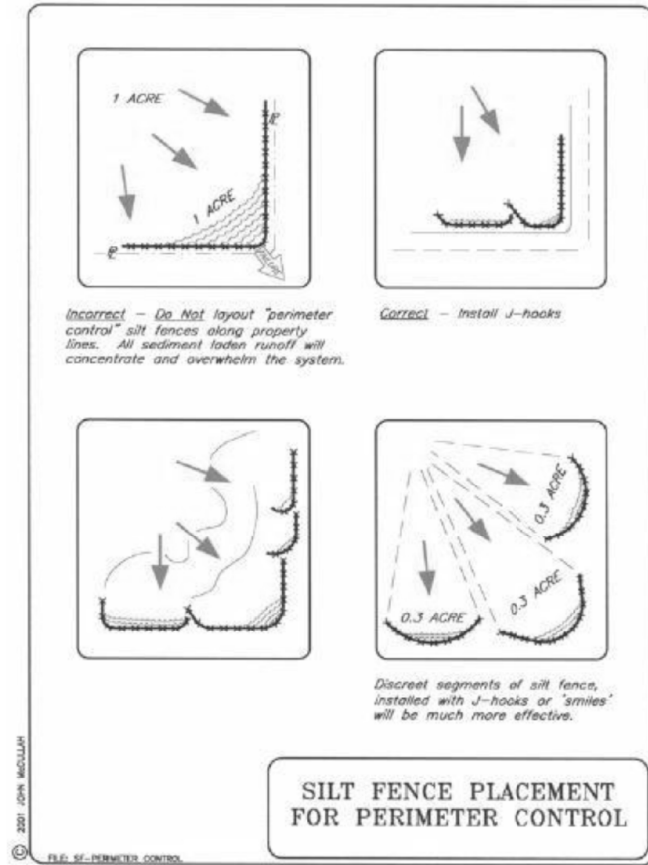 1 ACRE
1 ACRE
PL
PL
FAILURE
Incorrect – Do Not layout "perimeter
control" silt fences along property
lines. All sediment laden runoff will
concentrate and overwhelm the system.
Correct – Install J-hooks
0.3 ACRE
0.3 ACRE
0.3 ACRE
Discreet segments of silt fence,
installed with J-hooks or 'smiles'
will be much more effective.
SILT FENCE PLACEMENT
FOR PERIMETER CONTROL
© 2001 JOHN McCULLAH
FILE: SF-PERIMETER CONTROL